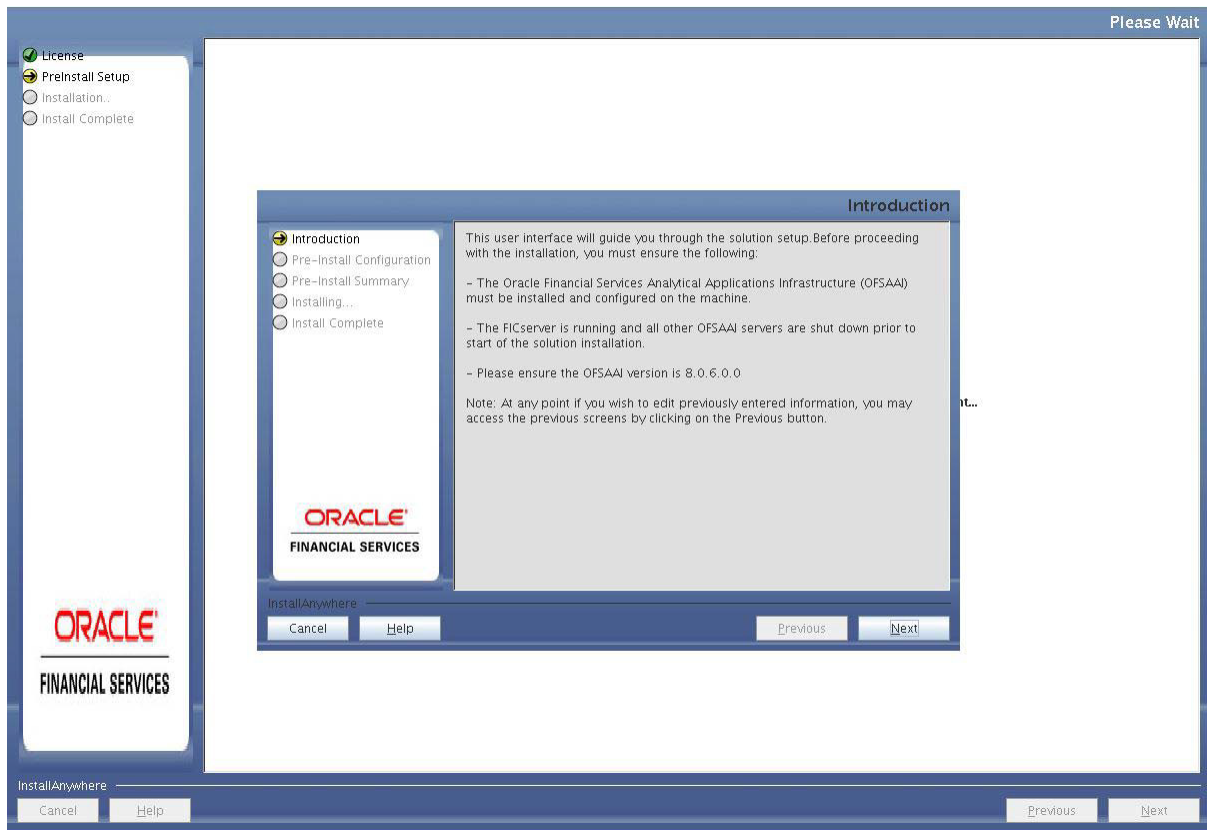 Please Wait
License
PreInstall Setup
Installation..
Install Complete
Introduction
Introduction
Pre-Install Configuration
Pre-Install Summary
Installing...
Install Complete
This user interface will guide you through the solution setup.Before proceeding
with the installation, you must ensure the following:
- The Oracle Financial Services Analytical Applications Infrastructure (OFSAAI)
must be installed and configured on the machine.
- The FICserver is running and all other OFSAAI servers are shut down prior to
start of the solution installation.
- Please ensure the OFSAAI version is 8.0.6.0.0
Note: At any point if you wish to edit previously entered information, you may
access the previous screens by clicking on the Previous button.
ORACLE
FINANCIAL SERVICES
InstallAnywhere
Cancel
Help
Previous
Next
ORACLE
FINANCIAL SERVICES
InstallAnywhere
Cancel
Help
Previous
Next